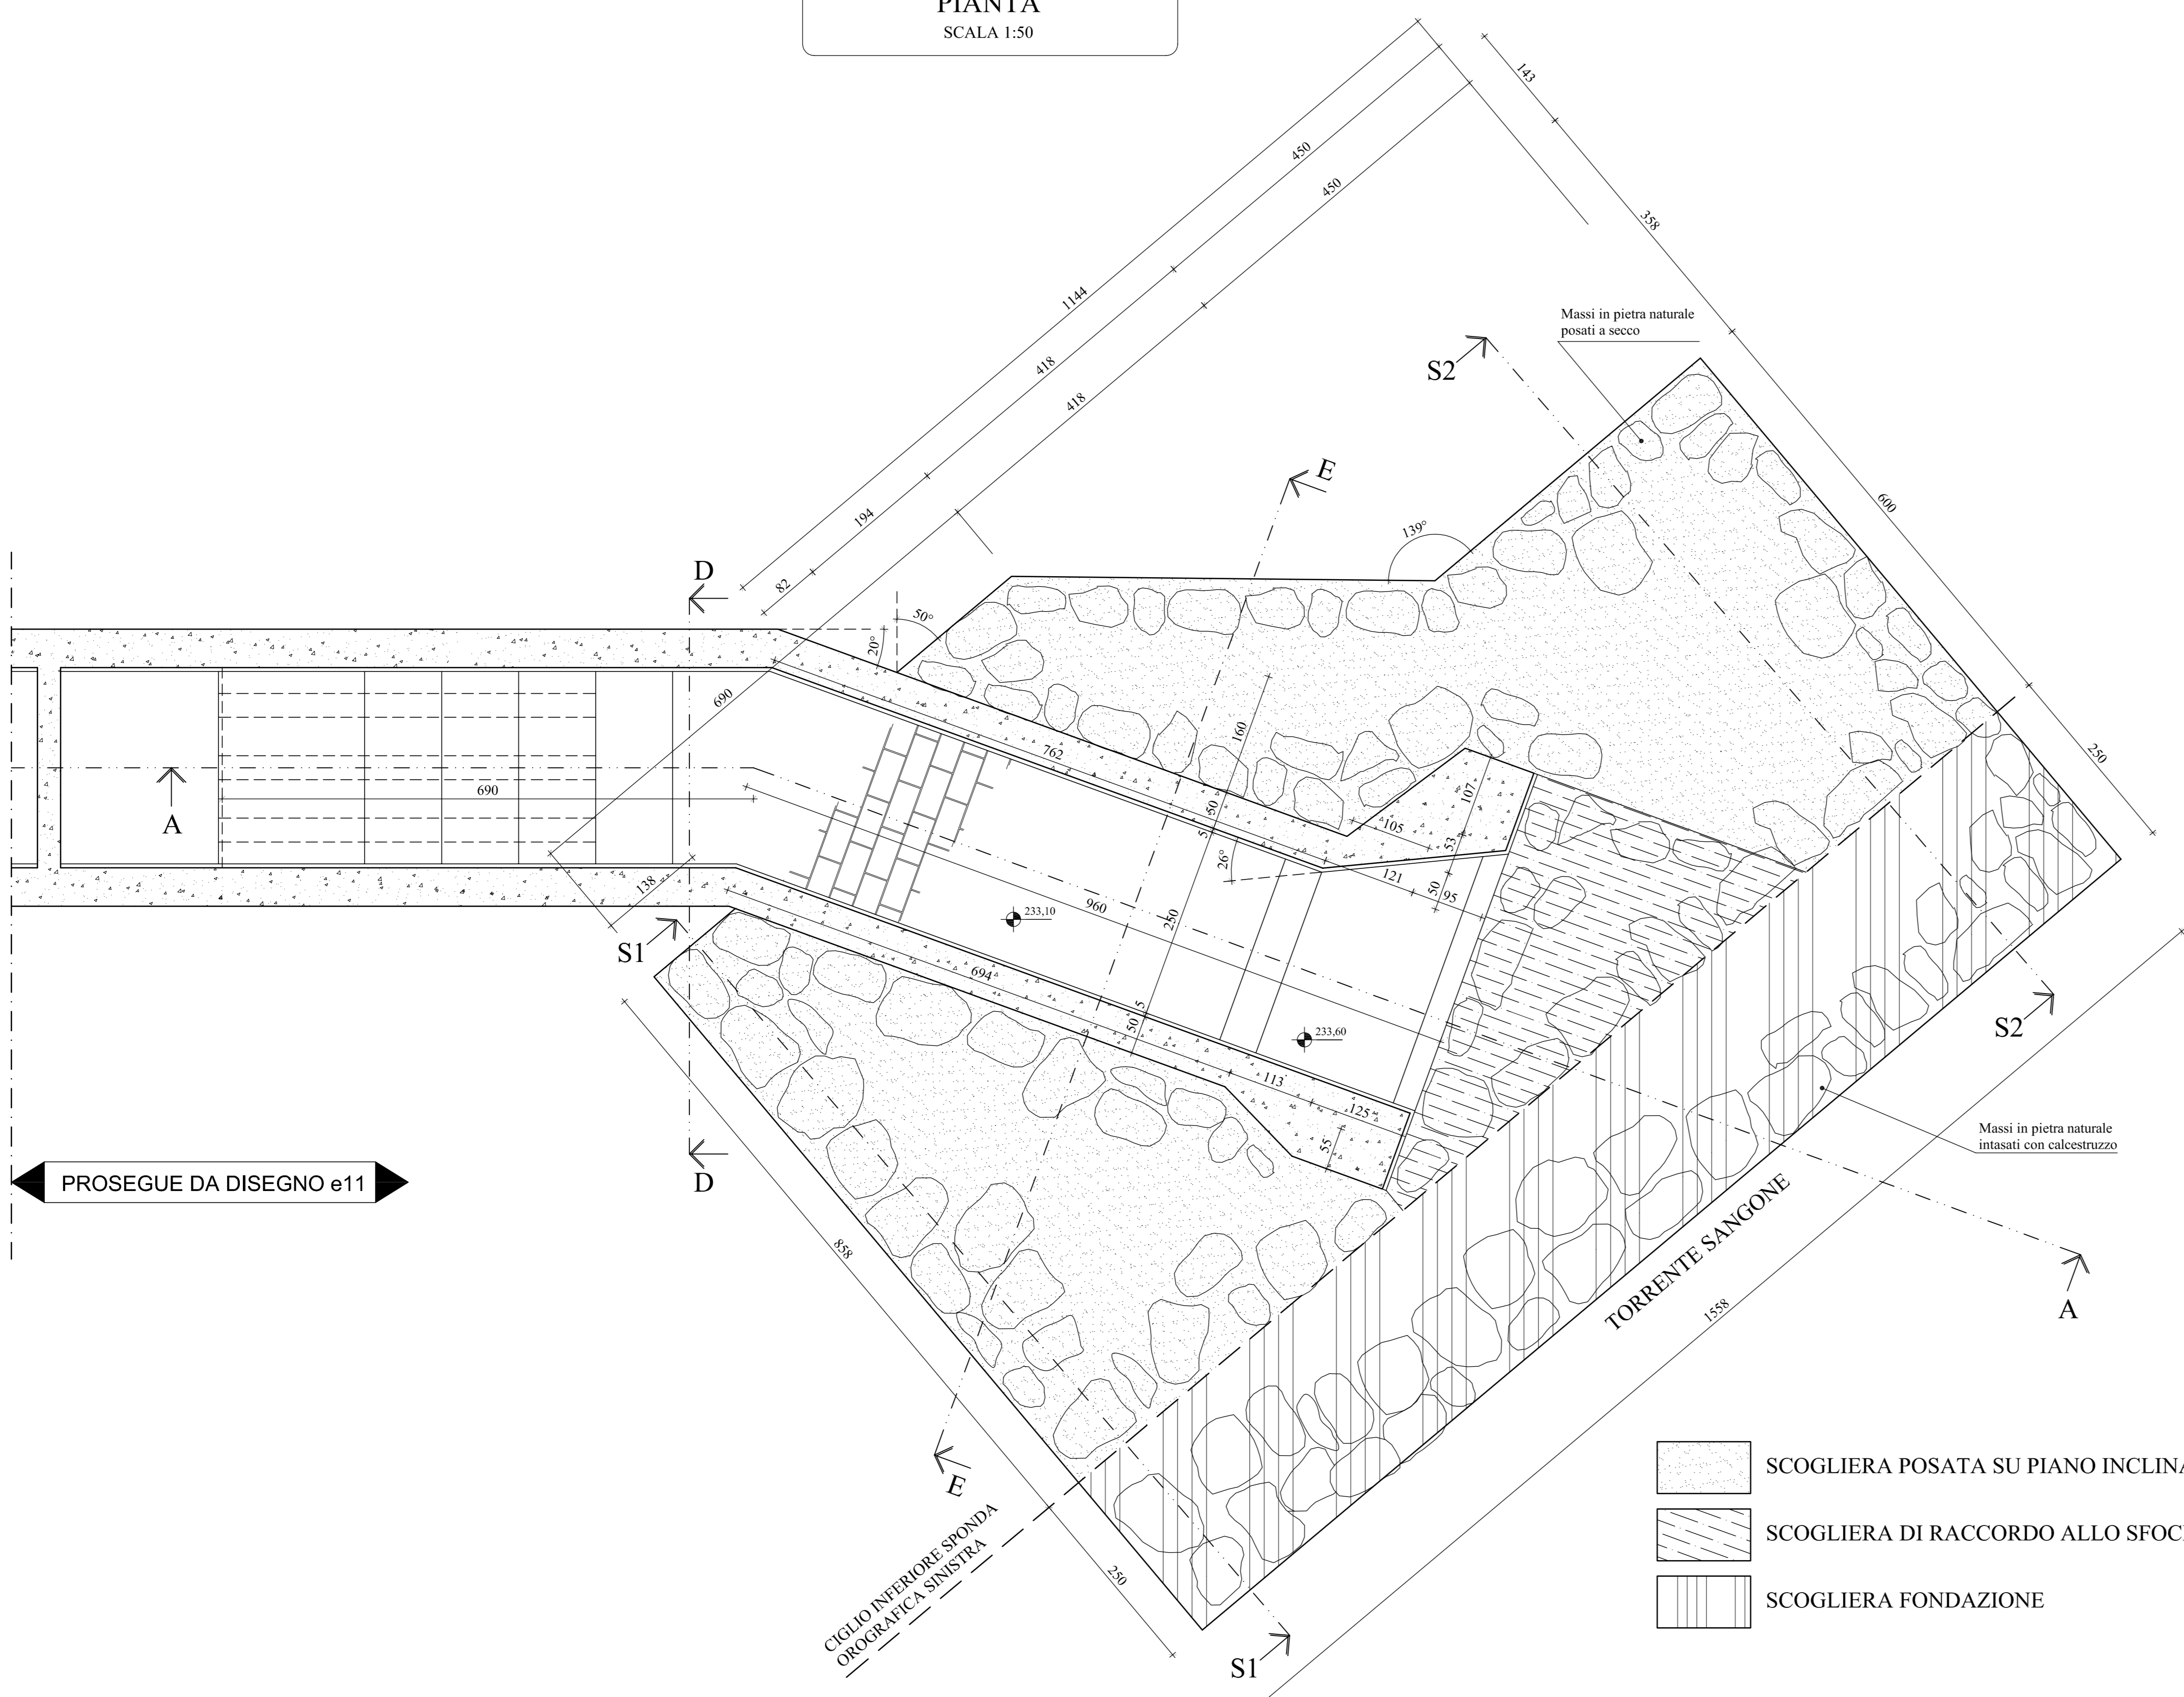 PIANTA
SCALA 1:50
143
450
450
358
1144
Massi in pietra naturale
posati a secco
418
S2
418
E
600
194
139°
D
82
50°
20°
690
250
160
762
107
690
50
5
105
A
53
26°
121
50
95
138
960
233,10
250
S1
694
5
50
S2
233,60
113
125
Massi in pietra naturale
intasati con calcestruzzo
55
PROSEGUE DA DISEGNO e11
D
TORRENTE SANGONE
858
1558
A
E
SCOGLIERA POSATA SU PIANO INCLINA
SCOGLIERA DI RACCORDO ALLO SFOC
SCOGLIERA FONDAZIONE
250
CIGLIO INFERIORE SPONDA
OROGRAFICA SINISTRA
S1